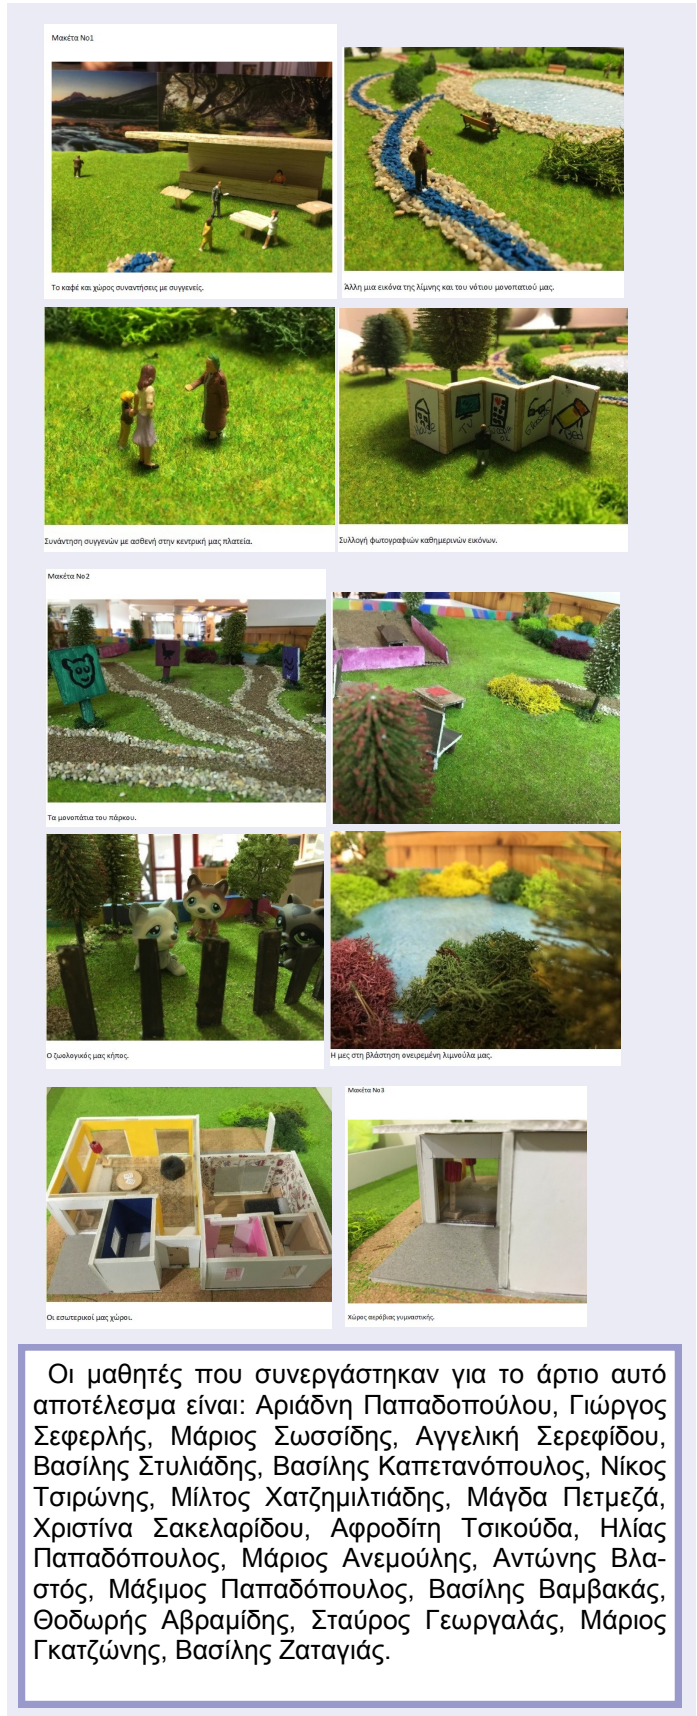 Μακέτα Νο1
Το καφέ και χώρος συναντήσεις με συγγενείς.
Άλλη μια εικόνα της λίμνης και του νότιου μονοπατιού μας.
Συνάντηση συγγενών με ασθενή στην κεντρική μας πλατεία.
House
TV
Bed
Συλλογή φωτογραφιών καθημερινών εικόνων.
Μακέτα Νο2
Τα μονοπάτια του πάρκου.
Ο ζωολογικός μας κήπος.
Η μες στη βλάστηση ονειρεμένη λιμνούλα μας.
Οι εσωτερικοί μας χώροι.
Μακέτα Νο3
Χώρος αερόβιας γυμναστικής.
Οι μαθητές που συνεργάστηκαν για το άρτιο αυτό
αποτέλεσμα είναι: Αριάδνη Παπαδοπούλου, Γιώργος
Σεφερλής, Μάριος Σωσσίδης, Αγγελική Σερεφίδου,
Βασίλης Στυλιάδης, Βασίλης Καπετανόπουλος, Νίκος
Τσιρώνης, Μίλτος Χατζημιλτιάδης, Μάγδα Πετμεζά,
Χριστίνα Σακελαρίδου, Αφροδίτη Τσικούδα, Ηλίας
Παπαδόπουλος, Μάριος Ανεμούλης, Αντώνης Βλα-
στός, Μάξιμος Παπαδόπουλος, Βασίλης Βαμβακάς,
Θοδωρής Αβραμίδης, Σταύρος Γεωργαλάς, Μάριος
Γκατζώνης, Βασίλης Ζαταγιάς.